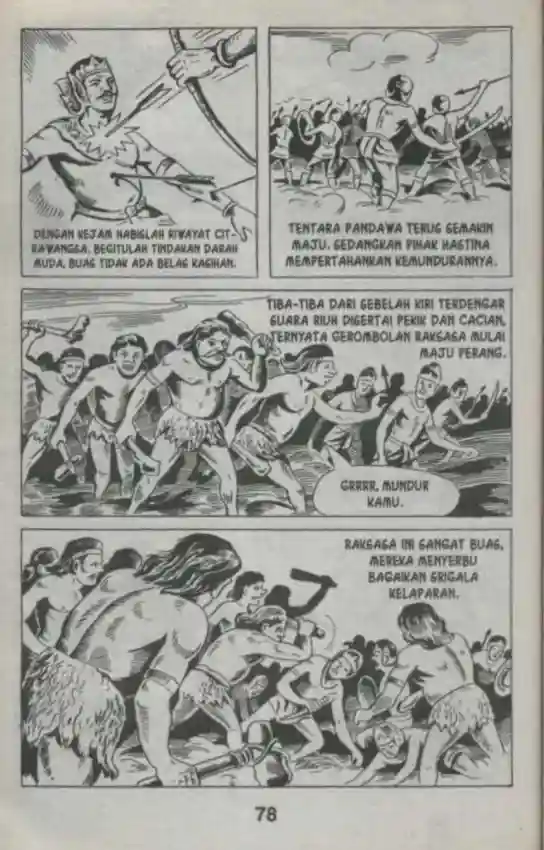 DENGAN KEJAM HABISLAH RIWAYAT CIT-
RAWANGSA. BEGITULAH TINDAKAN DARAH
MUDA, BUAS TIDAK ADA BELAS KASIHAN.
TENTARA PANDAWA TERUS SEMAKIN
MAJU. SEDANGKAN PIHAK HASTINA
MEMPERTAHANKAN KEMUNDURANNYA.
TIBA-TIBA DARI SEBELAH KIRI TERDENGAR
SUARA RIUH DISERTAI PEKIK DAN CACIAN.
TERNYATA GEROMBOLAN RAKSASA MULAI
MAJU PERANG.
GRRRR, MUNDUR
KAMU.
RAKSASA INI SANGAT BUAS,
MEREKA MENYERBU
BAGAIKAN SRIGALA
KELAPARAN.
78